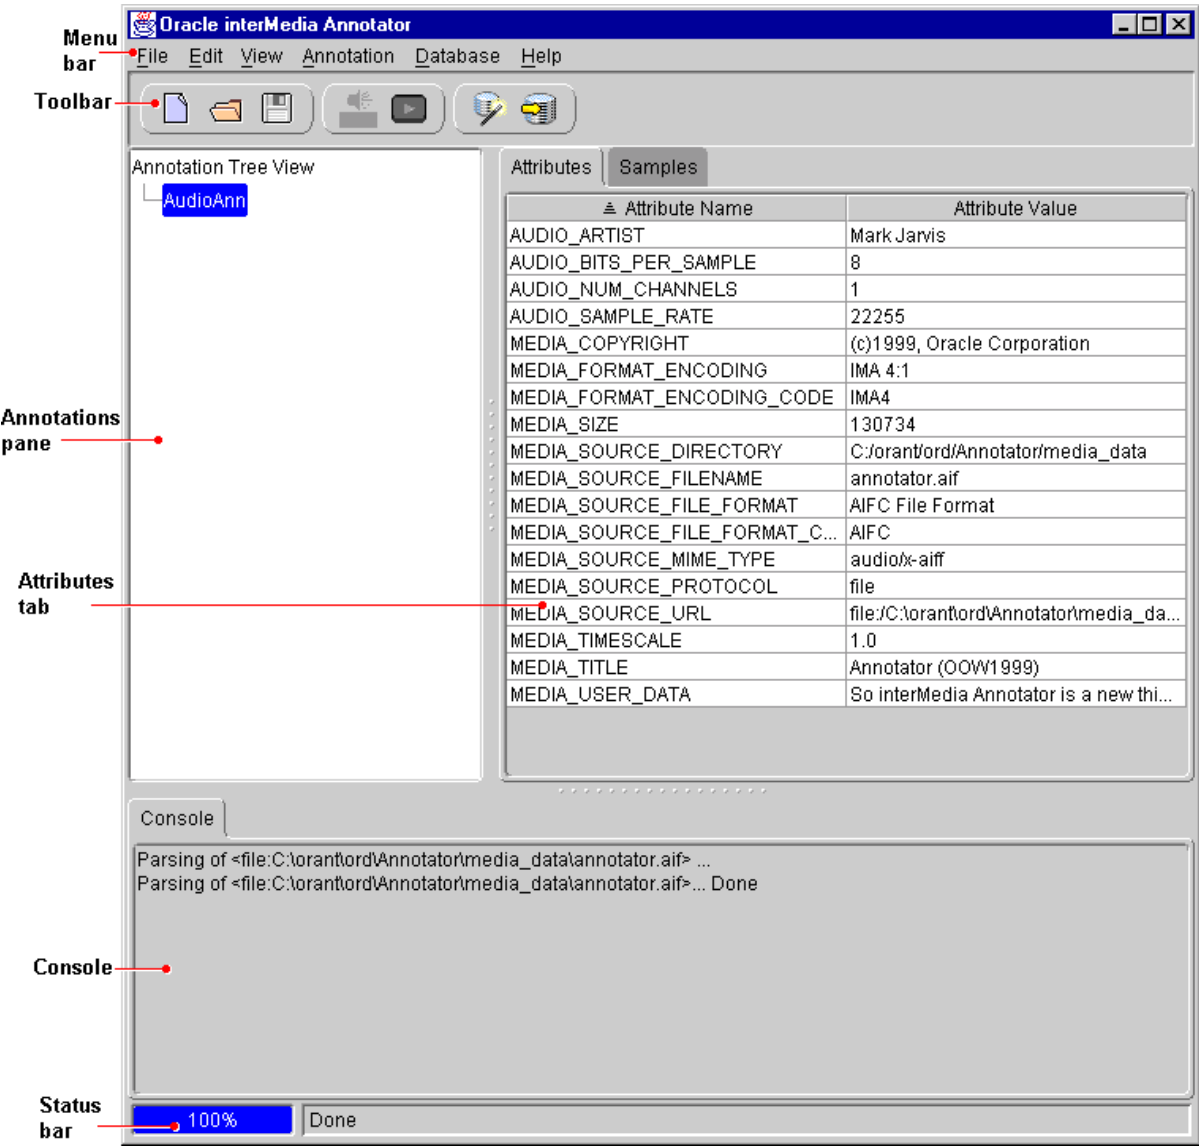 Oracle interMedia Annotator
Menu bar
File Edit View Annotation Database Help
Toolbar
Annotation Tree View
AudioAnn
Attributes Samples
Attribute Name Attribute Value
AUDIO_ARTIST Mark Jarvis
AUDIO_BITS_PER_SAMPLE 8
AUDIO_NUM_CHANNELS 1
AUDIO_SAMPLE_RATE 22255
MEDIA_COPYRIGHT (c)1999, Oracle Corporation
MEDIA_FORMAT_ENCODING IMA 4:1
MEDIA_FORMAT_ENCODING_CODE IMA4
MEDIA_SIZE 130734
MEDIA_SOURCE_DIRECTORY C:/orant/ord/Annotator/media_data
MEDIA_SOURCE_FILENAME annotator.aif
MEDIA_SOURCE_FILE_FORMAT AIFC File Format
MEDIA_SOURCE_FILE_FORMAT_C... AIFC
MEDIA_SOURCE_MIME_TYPE audio/x-aiff
MEDIA_SOURCE_PROTOCOL file
MEDIA_SOURCE_URL file:/C:\orant\ord\Annotator\media_da...
MEDIA_TIMESCALE 1.0
MEDIA_TITLE Annotator (OOW1999)
MEDIA_USER_DATA So interMedia Annotator is a new thi...
Annotations pane
Attributes tab
Console
Parsing of <file:C:\orant\ord\Annotator\media_data\annotator.aif> ...
Parsing of <file:C:\orant\ord\Annotator\media_data\annotator.aif>... Done
Console
Status bar
100% Done